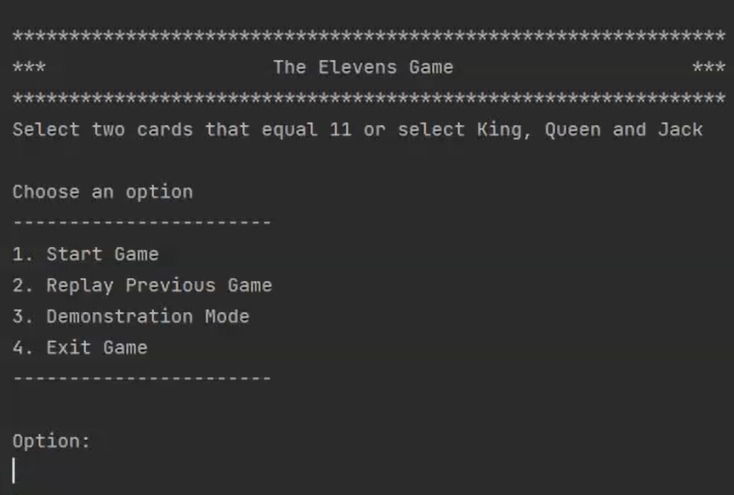 ***************************************************************
***                    The Elevens Game                     ***
***************************************************************
Select two cards that equal 11 or select King, Queen and Jack
Choose an option
-----------------------
1. Start Game
2. Replay Previous Game
3. Demonstration Mode
4. Exit Game
-----------------------
Option: